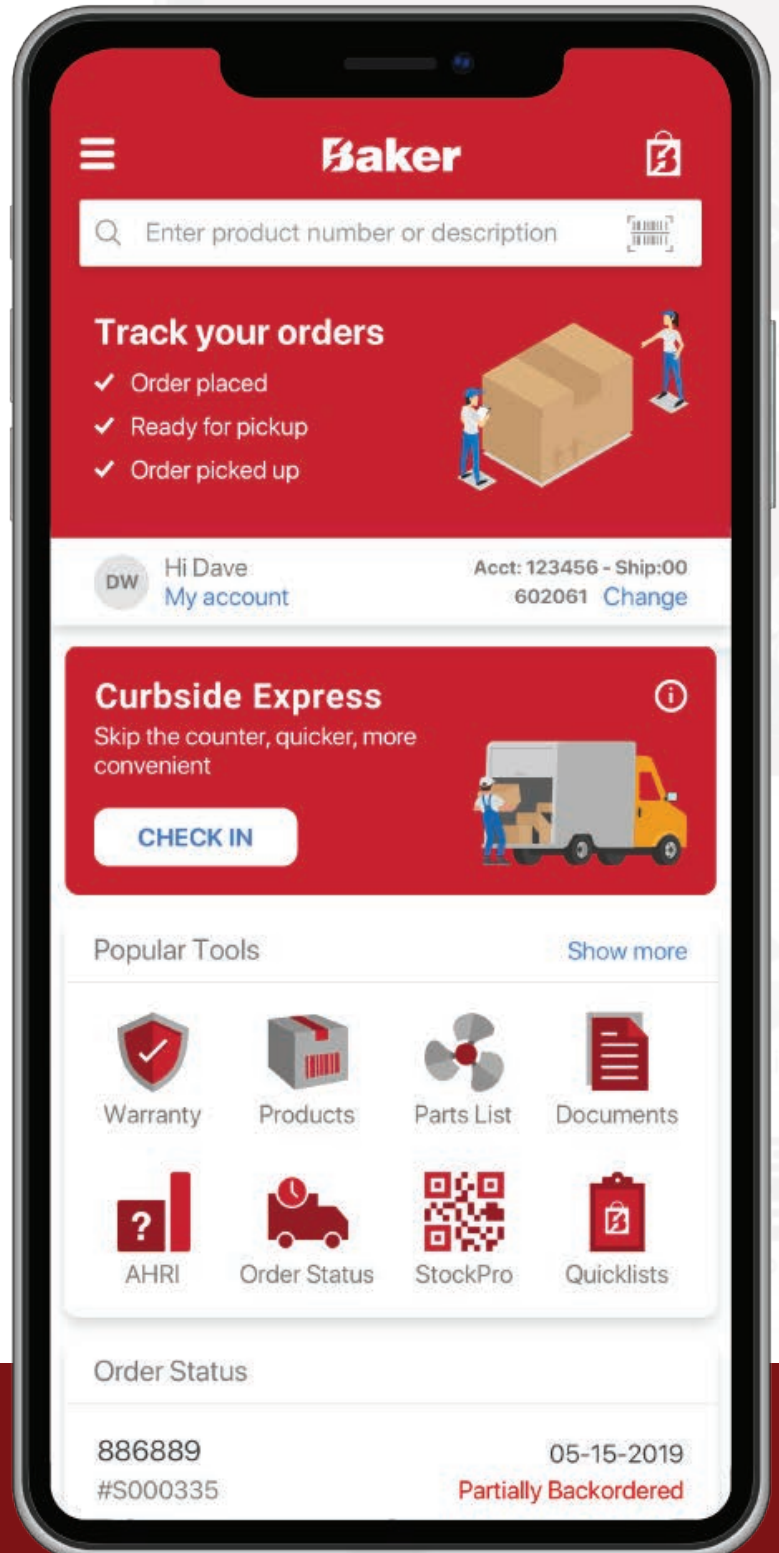 Baker
Enter product number or description
Track your orders
Order placed
Ready for pickup
Order picked up
DW
Hi Dave
My account
Acct: 123456 - Ship:00
602061 Change
Curbside Express
Skip the counter, quicker, more
convenient
CHECK IN
Popular Tools
Show more
Warranty
Products
Parts List
Documents
?
AHRI
Order Status
StockPro
Quicklists
Order Status
886889
05-15-2019
#S000335
Partially Backordered